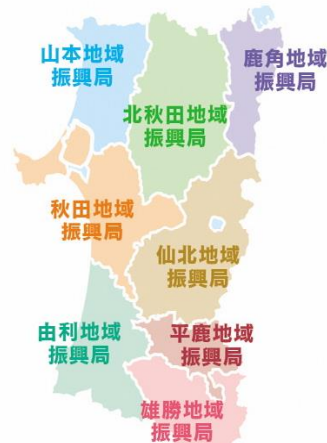 山本地域
振興局
鹿角地域
振興局
北秋田地域
振興局
秋田地域
振興局
仙北地域
振興局
由利地域
振興局
平鹿地域
振興局
雄勝地域
振興局